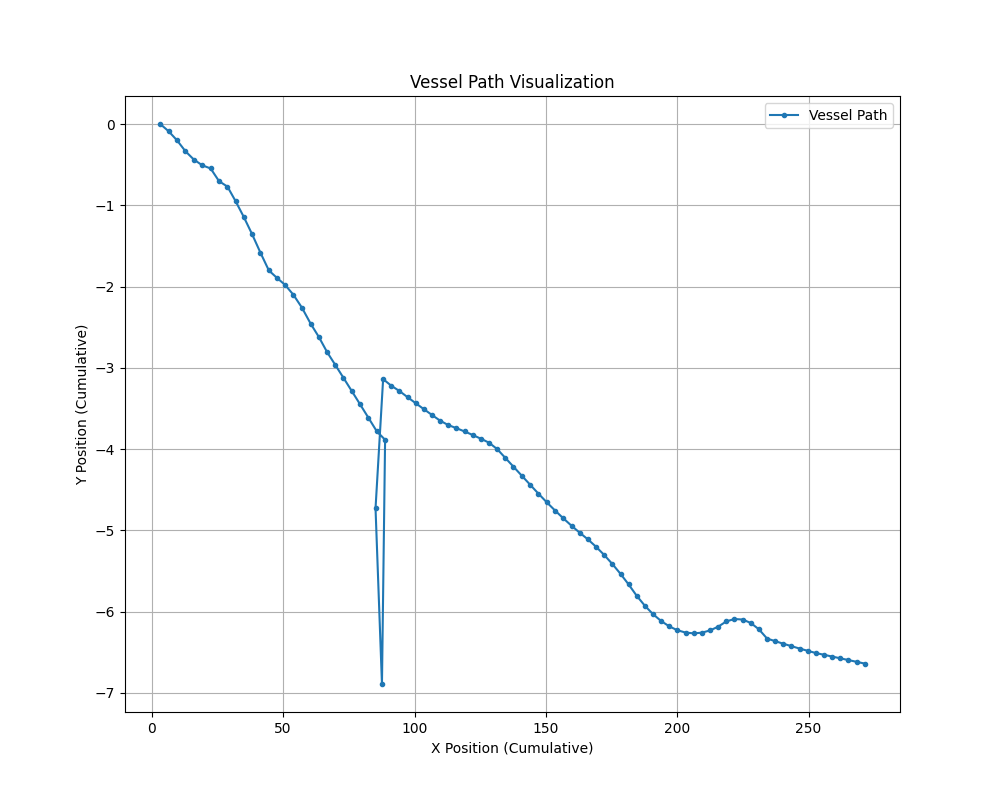 Vessel Path Visualization
Vessel Path
Y Position (Cumulative)
0
−1
−2
−3
−4
−5
−6
−7
0 50 100 150 200 250
X Position (Cumulative)